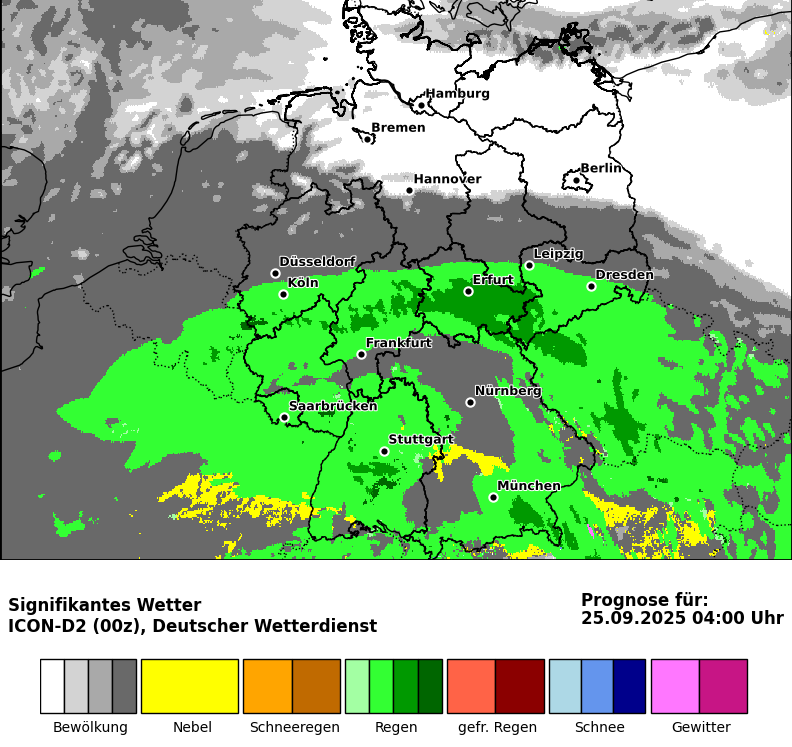 Hamburg
Bremen
Berlin
Hannover
Leipzig
Düsseldorf
Dresden
Köln
Erfurt
Frankfurt
Nürnberg
Saarbrücken
Stuttgart
München
Signifikantes Wetter
ICON-D2 (00z), Deutscher Wetterdienst
Prognose für:
25.09.2025 04:00 Uhr
Bewölkung Nebel Schneeregen Regen gefr. Regen Schnee Gewitter